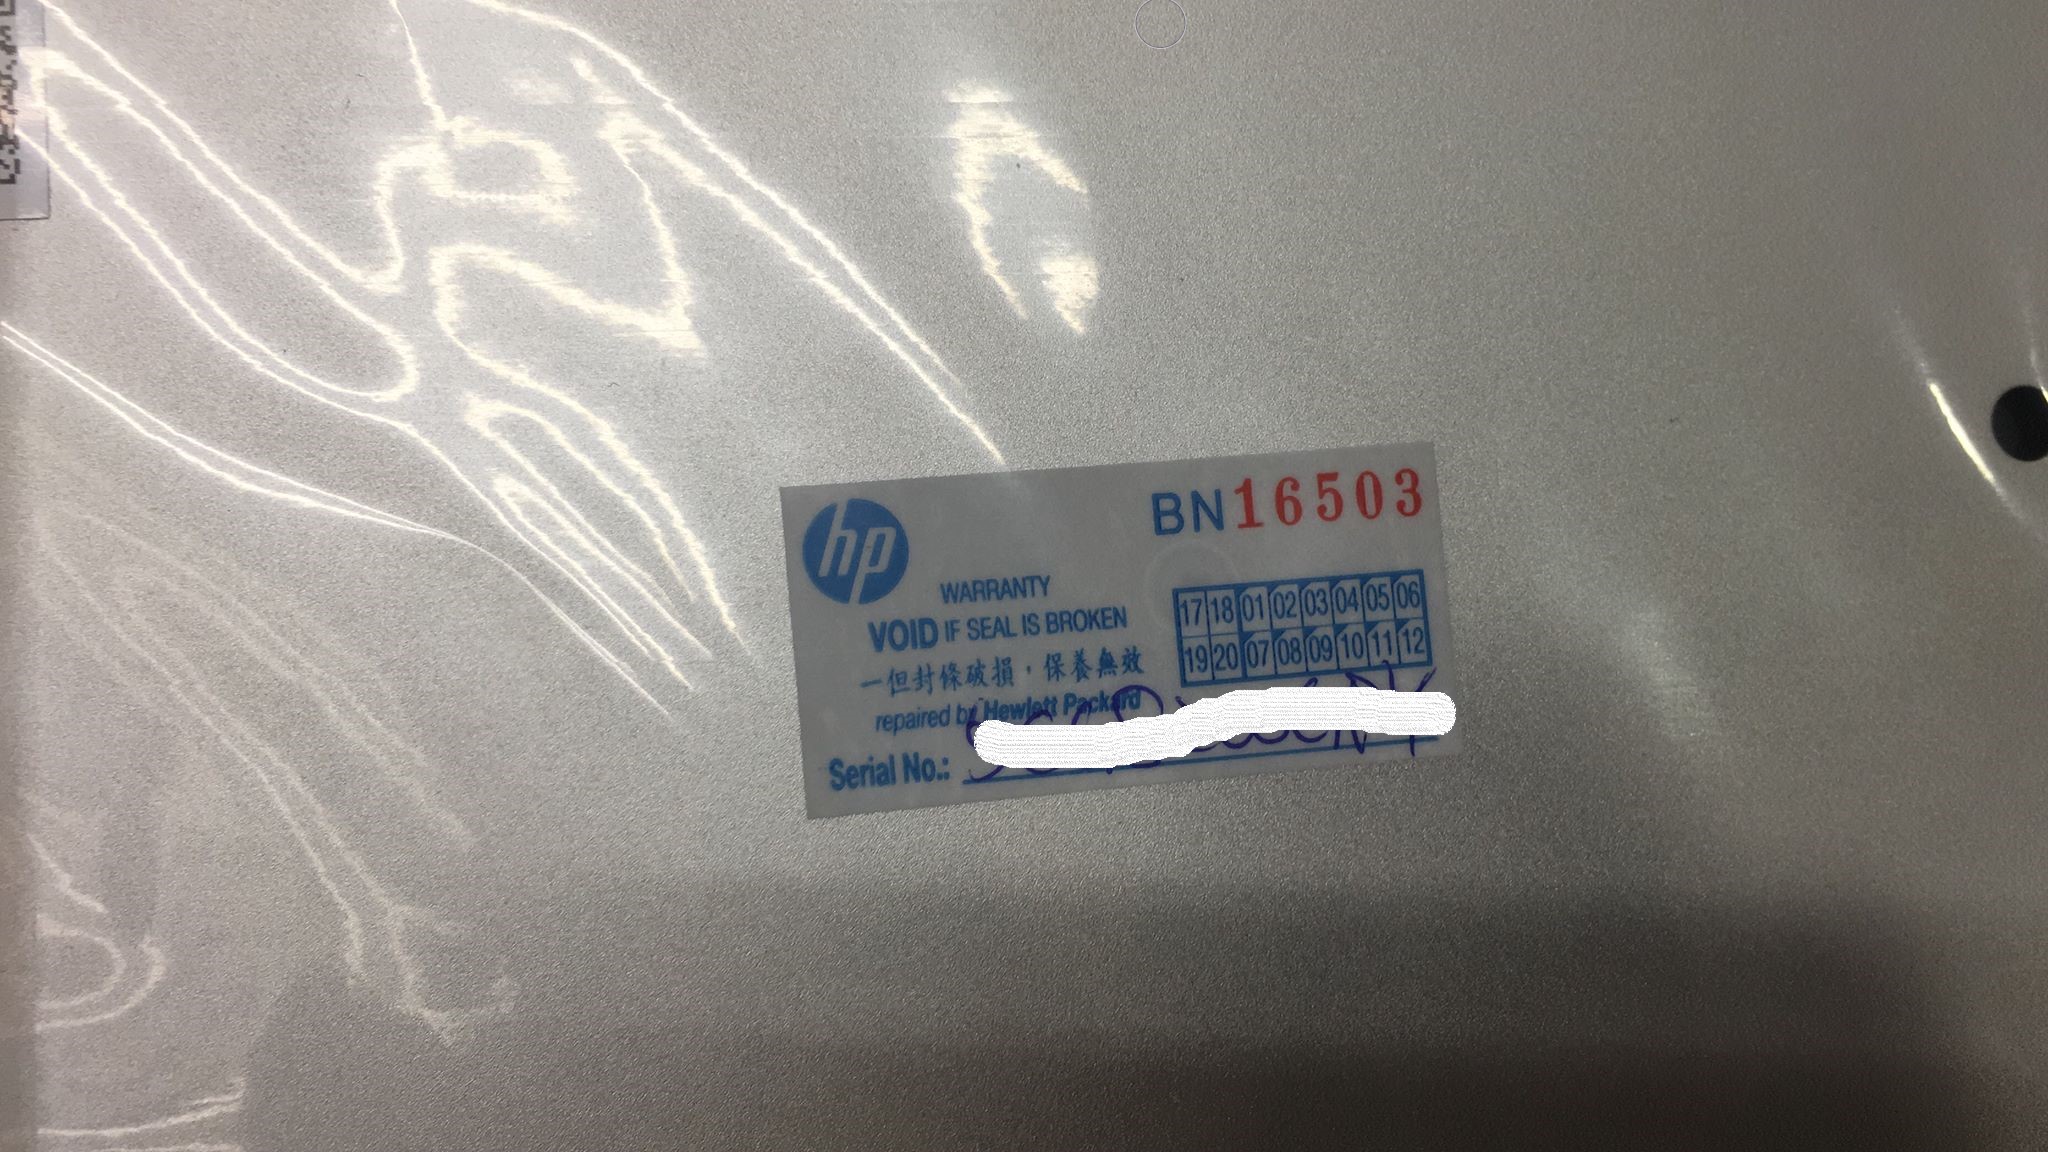 hp
BN16503
WARRANTY
VOID IF SEAL IS BROKEN
一但封條破損，保養無效
repaired by Hewlett Packard
17 18 01 02 03 04 05 06
19 20 07 08 09 10 11 12
Serial No.: